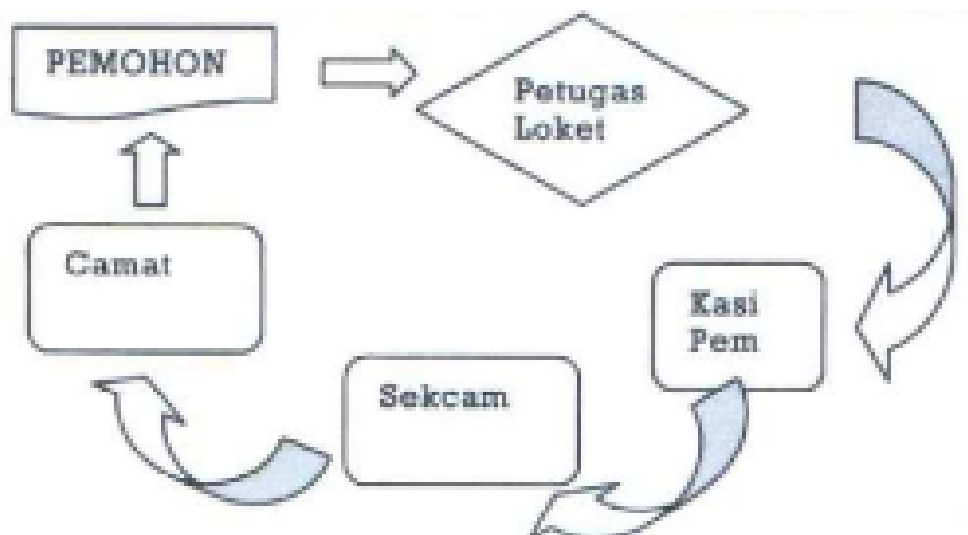 PEMOHON
Petugas
Loket
Kasi
Pem
Sekcam
Camat